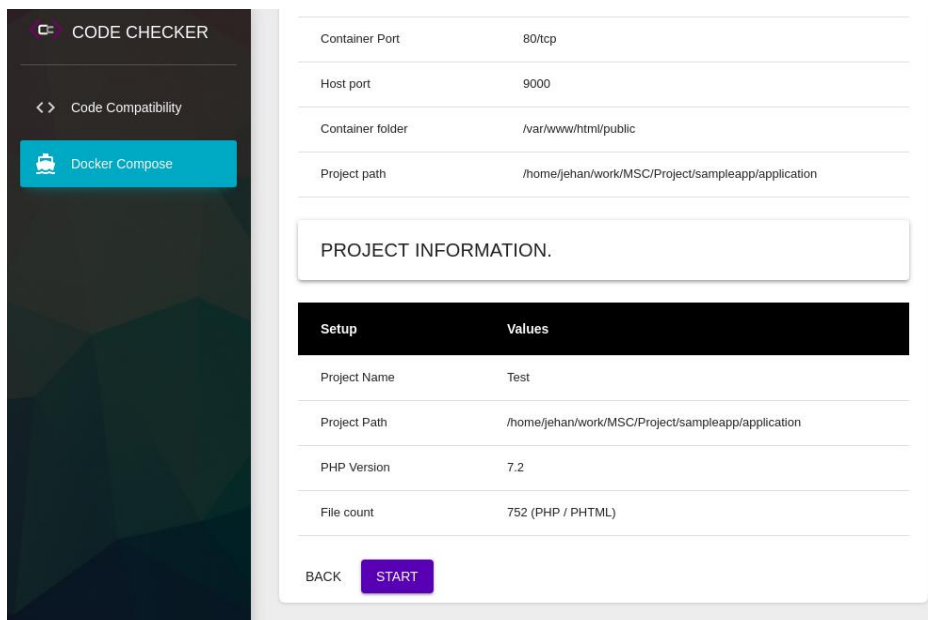 CODE CHECKER
Code Compatibility
Docker Compose
Container Port 80/tcp
Host port 9000
Container folder /var/www/html/public
Project path /home/jehan/work/MSC/Project/sampleapp/application
PROJECT INFORMATION.
Setup Values
Project Name Test
Project Path /home/jehan/work/MSC/Project/sampleapp/application
PHP Version 7.2
File count 752 (PHP / PHTML)
BACK START